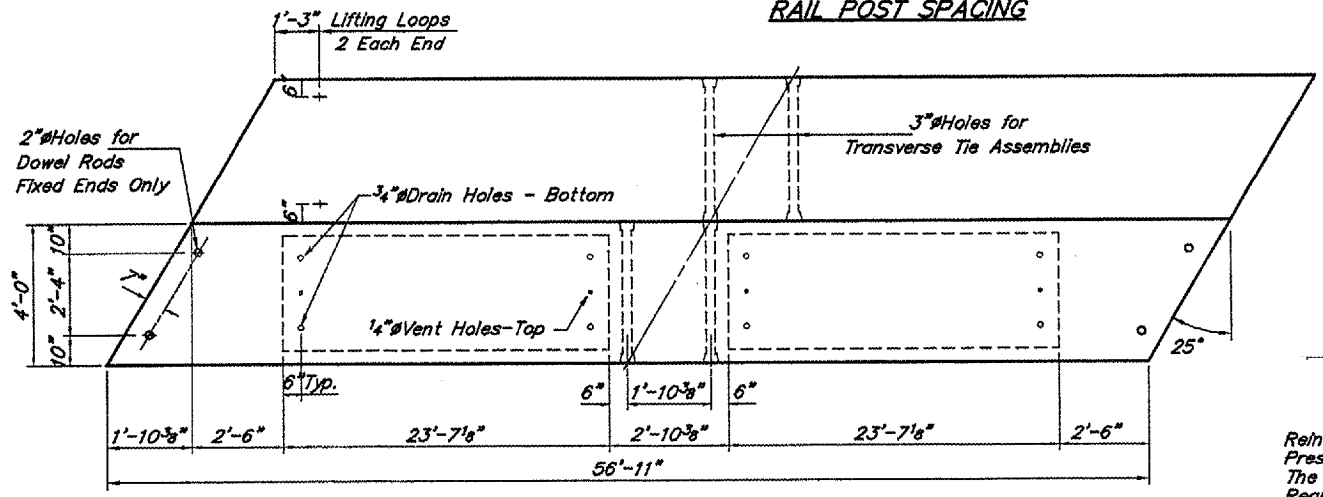 RAIL POST SPACING
1'-3" Lifting Loops
2 Each End
6"
3"øHoles for
Transverse Tie Assemblies
2"øHoles for
Dowel Rods
Fixed Ends Only
3/4"øDrain Holes - Bottom
6"
4'-0"
10"
2'-4"
10"
1/4"øVent Holes-Top
25°
6"Typ.
6"
1'-10 3/8"
6"
1'-10 3/8"
2'-6"
23'-7 1/8"
2'-10 3/8"
23'-7 1/8"
2'-6"
56'-11"
Rein
Pres
The